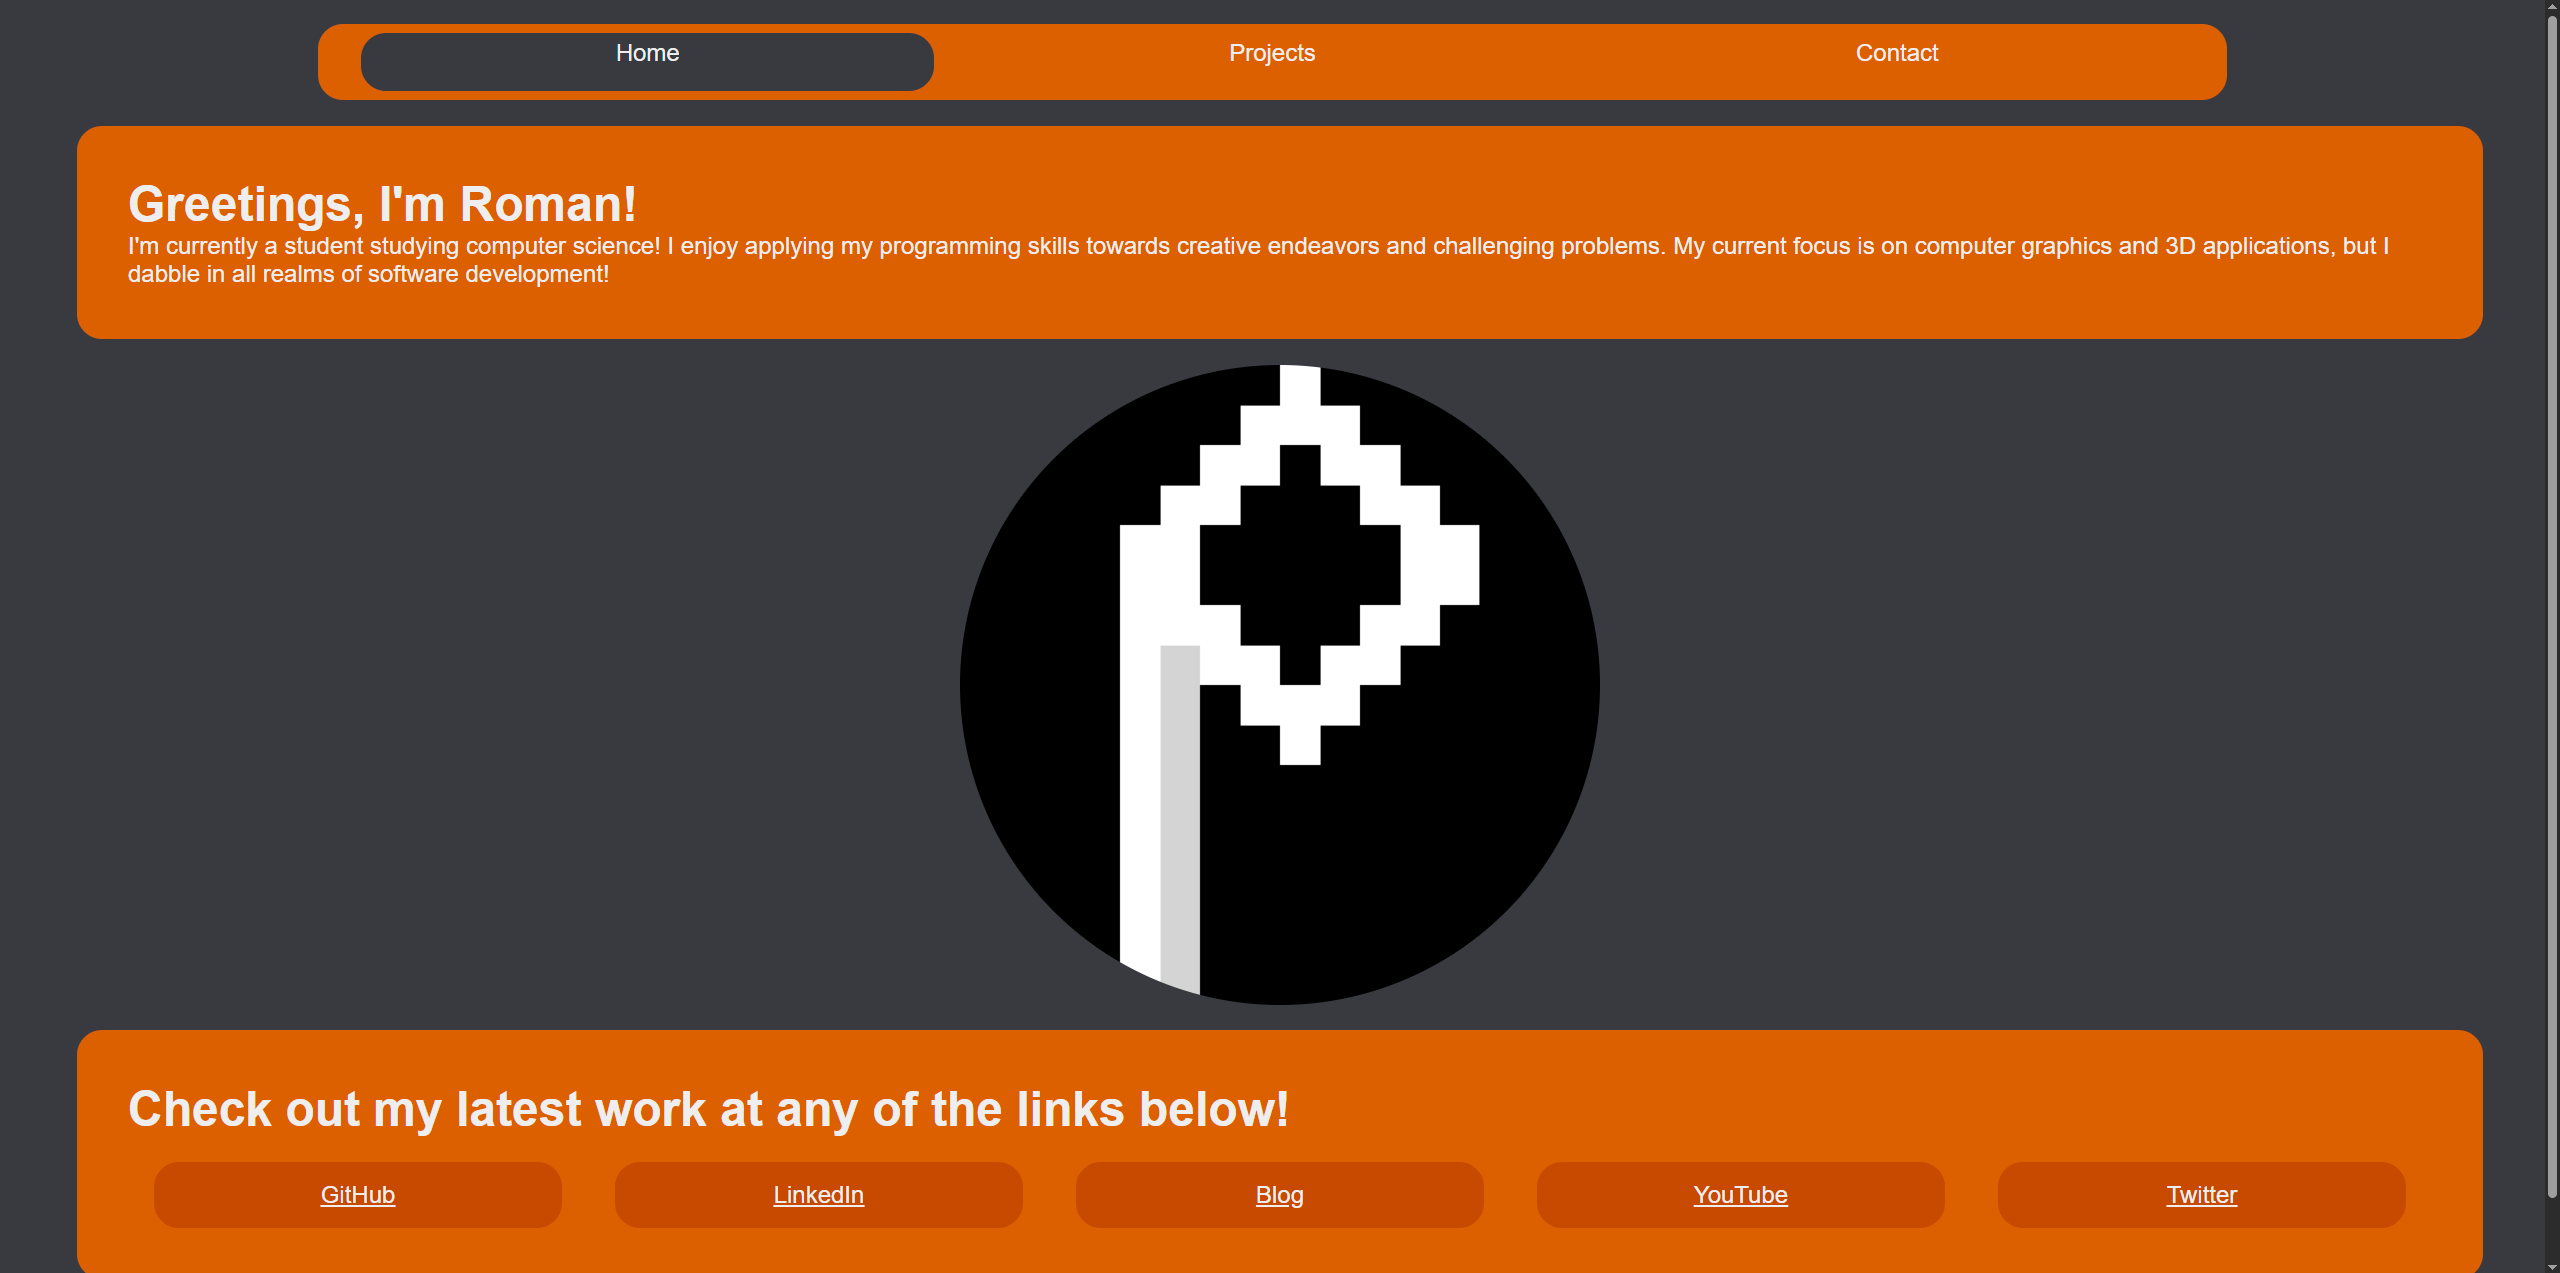 Home
Projects
Contact
Greetings, I'm Roman!
I'm currently a student studying computer science! I enjoy applying my programming skills towards creative endeavors and challenging problems. My current focus is on computer graphics and 3D applications, but I
dabble in all realms of software development!
Check out my latest work at any of the links below!
GitHub
LinkedIn
Blog
YouTube
Twitter